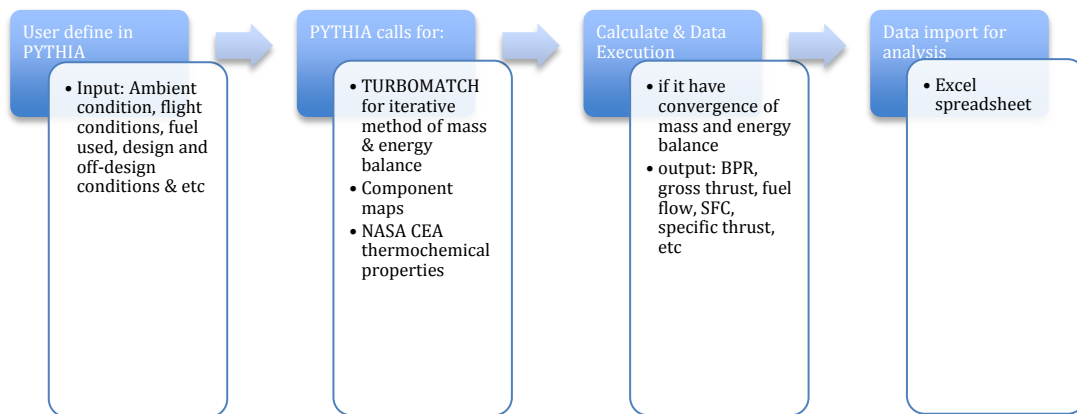 User define in
PYTHIA
• Input: Ambient
condition, flight
conditions, fuel
used, design and
off-design
conditions & etc
PYTHIA calls for:
• TURBOMATCH
for iterative
method of mass
& energy
balance
• Component
maps
• NASA CEA
thermochemical
properties
Calculate & Data
Execution
• if it have
convergence of
mass and energy
balance
• output: BPR,
gross thrust, fuel
flow, SFC,
specific thrust,
etc
Data import for
analysis
• Excel
spreadsheet